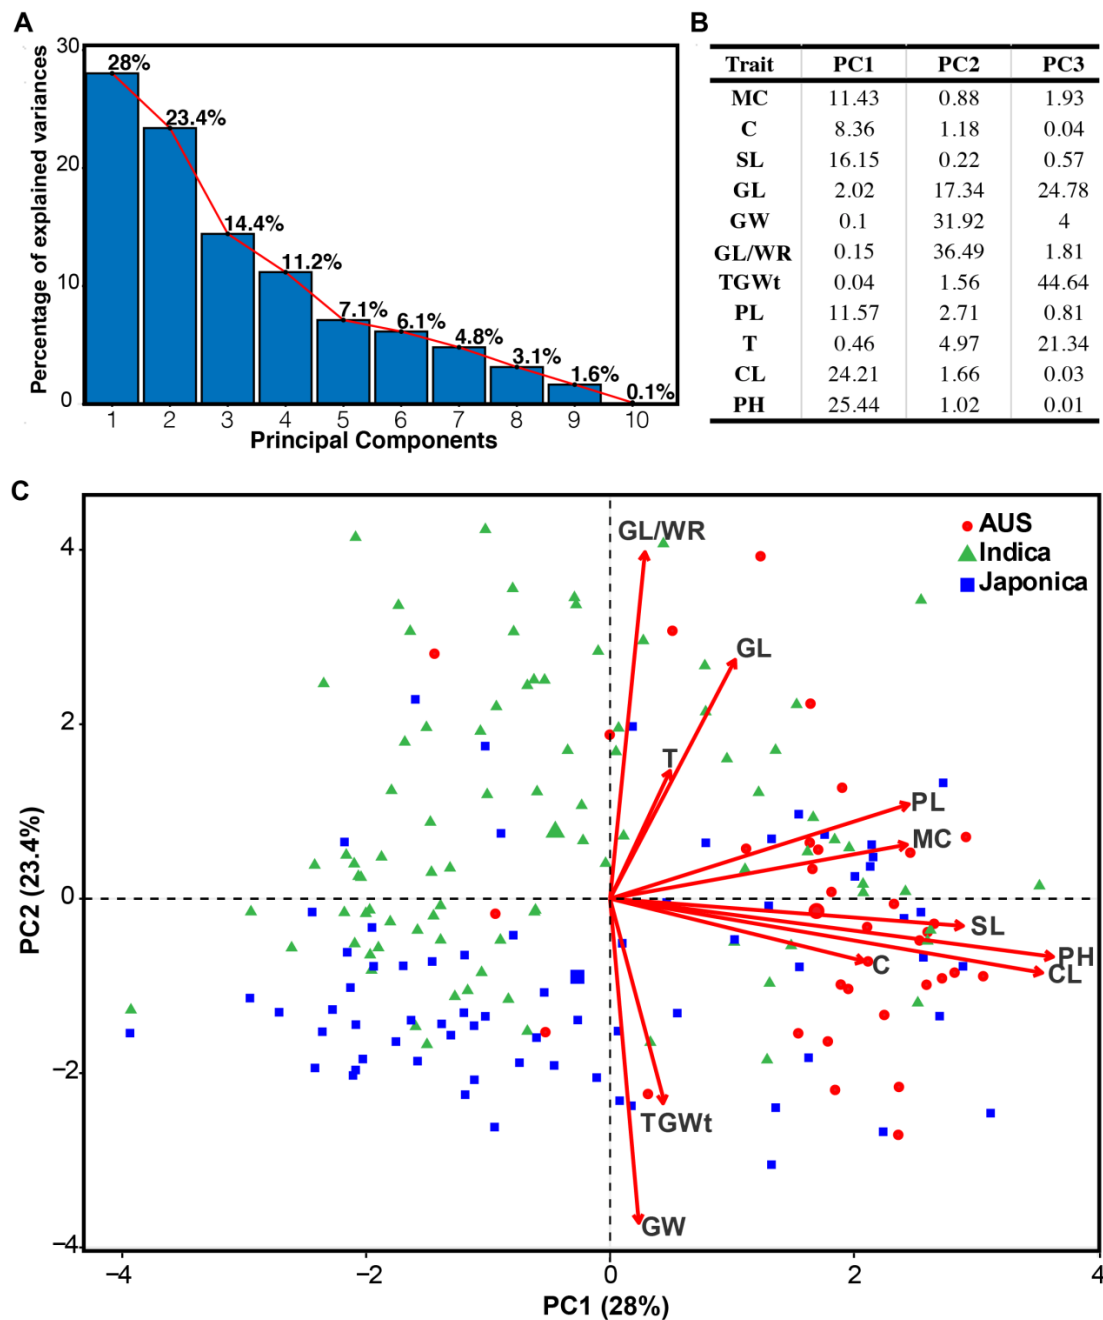 A
Percentage of explained variances
30
20
10
0
28%
23.4%
14.4%
11.2%
7.1%
6.1%
4.8%
3.1%
1.6%
0.1%
1 2 3 4 5 6 7 8 9 10
Principal Components
B
Trait PC1 PC2 PC3
MC 11.43 0.88 1.93
C 8.36 1.18 0.04
SL 16.15 0.22 0.57
GL 2.02 17.34 24.78
GW 0.1 31.92 4
GL/WR 0.15 36.49 1.81
TGWt 0.04 1.56 44.64
PL 11.57 2.71 0.81
T 0.46 4.97 21.34
CL 24.21 1.66 0.03
PH 25.44 1.02 0.01
C
PC2 (23.4%)
4
2
0
−2
−4
GL/WR
GL
T
PL
MC
SL
PH
CL
C
TGWt
GW
AUS
Indica
Japonica
−4 −2 0 2 4
PC1 (28%)